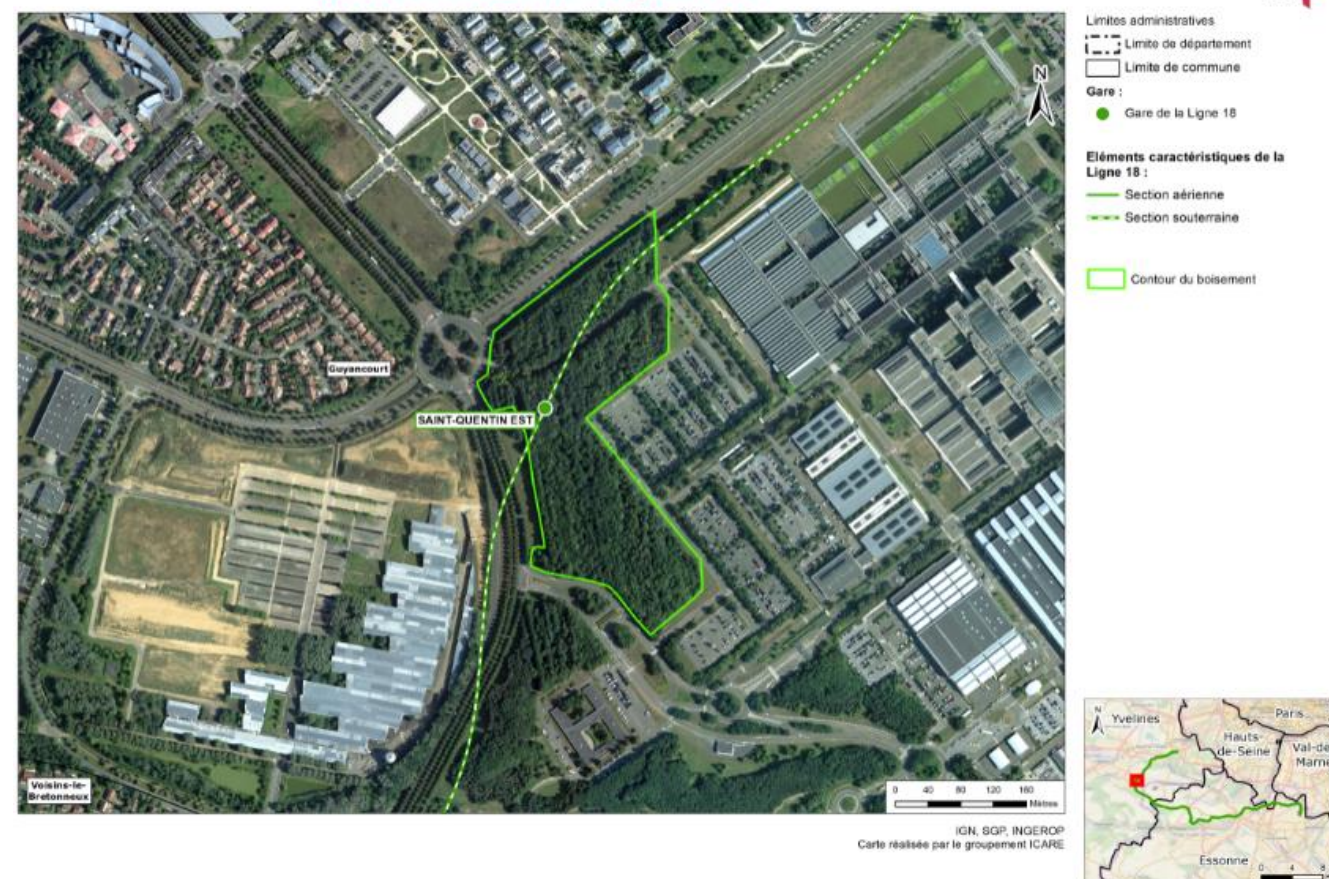 Limites administratives
Limite de département
Limite de commune
Gare :
Gare de la Ligne 18
Eléments caractéristiques de la
Ligne 18 :
Section aérienne
Section souterraine
Contour du boisement
N
Guyancourt
SAINT-QUENTIN EST
Voisins-le-
Bretonneux
0 40 80 120 160
Mètres
IGN, SGP, INGEROP
Carte réalisée par le groupement ICARE
N
Yvelines
Paris
Hauts-
de-Seine
Val-de
Marne
Essonne
0 4 8